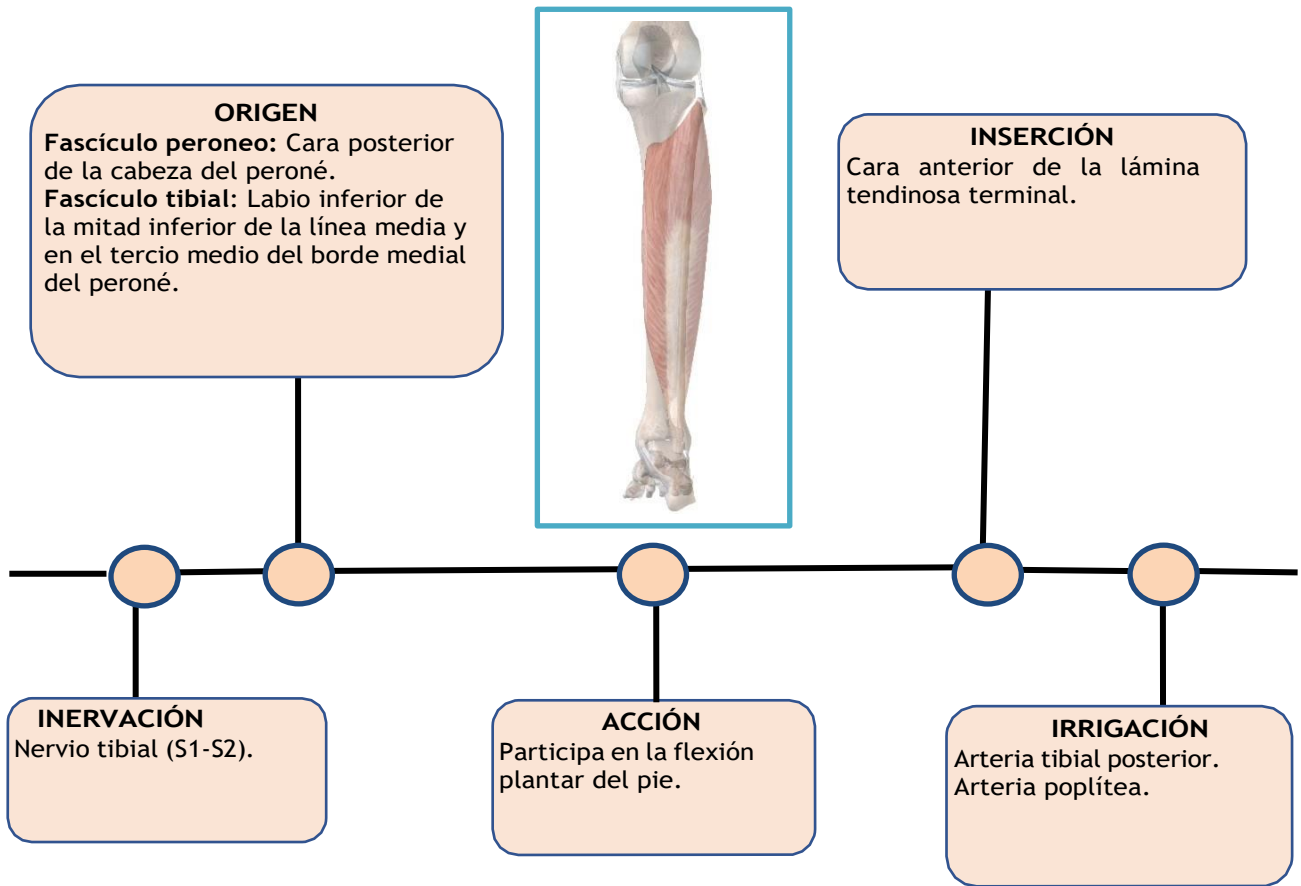 ORIGEN
Fascículo peroneo: Cara posterior
de la cabeza del peroné.
Fascículo tibial: Labio inferior de
la mitad inferior de la línea media y
en el tercio medio del borde medial
del peroné.
INSERCIÓN
Cara anterior de la lámina
tendinosa terminal.
INERVACIÓN
Nervio tibial (S1-S2).
ACCIÓN
Participa en la flexión
plantar del pie.
IRRIGACIÓN
Arteria tibial posterior.
Arteria poplítea.